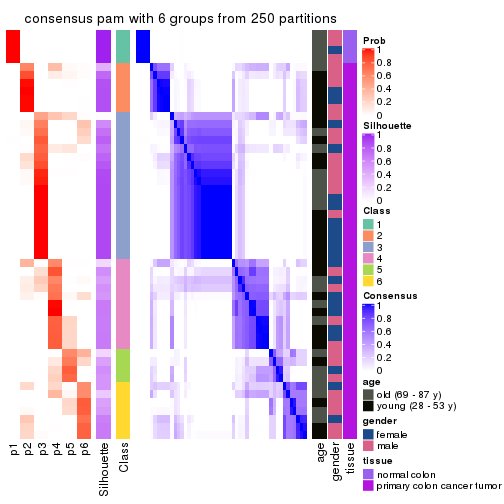 consensus pam with 6 groups from 250 partitions
Prob
1
0.8
0.6
0.4
0.2
0
Silhouette
1
0.8
0.6
0.4
0.2
0
Class
1
2
3
4
5
6
Consensus
1
0.8
0.6
0.4
0.2
0
age
old (69 - 87 y)
young (28 - 53 y)
gender
female
male
tissue
normal colon
primary colon cancer tumor
p1
p2
p3
p4
p5
p6
Silhouette
Class
age
gender
tissue